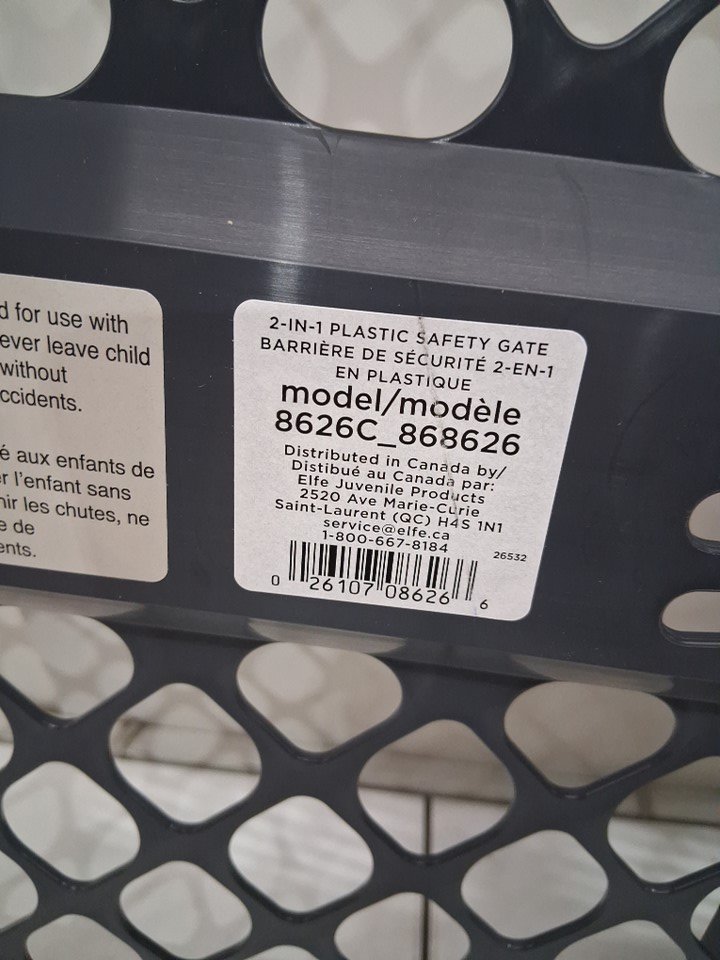 d for use with
ever leave child
without
ccidents.
é aux enfants de
er l'enfant sans
nir les chutes, ne
e de
ents.
2-IN-1 PLASTIC SAFETY GATE
BARRIÈRE DE SÉCURITÉ 2-EN-1
EN PLASTIQUE
model/modèle
8626C_868626
Distributed in Canada by/
Distibué au Canada par:
Elfe Juvenile Products
2520 Ave Marie-Curie
Saint-Laurent (QC) H4S 1N1
service@elfe.ca
1-800-667-8184
26532
0 26107 08626 6